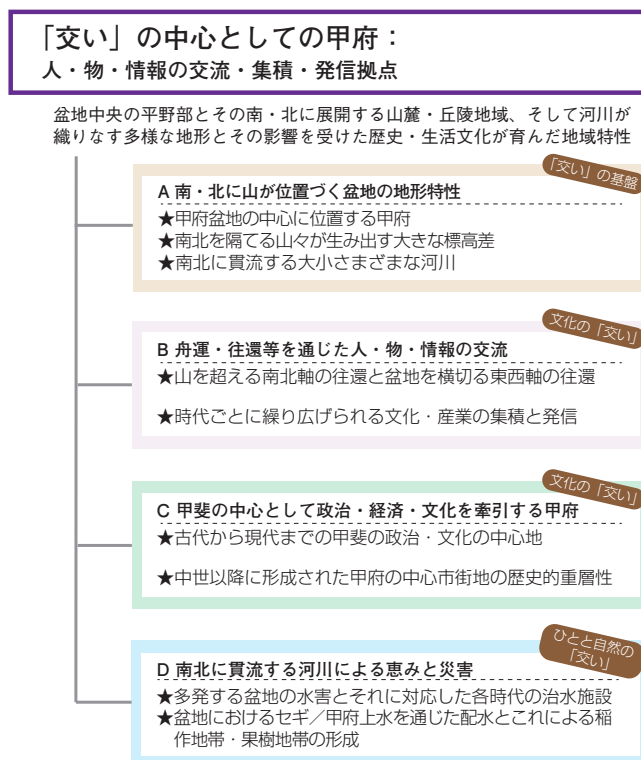 「交い」の中心としての甲府：
人・物・情報の交流・集積・発信拠点
盆地中央の平野部とその南・北に展開する山麓・丘陵地域、そして河川が
織りなす多様な地形とその影響を受けた歴史・生活文化が育んだ地域特性
「交い」の基盤
A 南・北に山が位置づく盆地の地形特性
★甲府盆地の中心に位置する甲府
★南北を隔てる山々が生み出す大きな標高差
★南北に貫流する大小さまざまな河川
文化の「交い」
B 舟運・往還等を通じた人・物・情報の交流
★山を超える南北軸の往還と盆地を横切る東西軸の往還
★時代ごとに繰り広げられる文化・産業の集積と発信
文化の「交い」
C 甲斐の中心として政治・経済・文化を牽引する甲府
★古代から現代までの甲斐の政治・文化の中心地
★中世以降に形成された甲府の中心市街地の歴史的重層性
ひとと自然の
「交い」
D 南北に貫流する河川による恵みと災害
★多発する盆地の水害とそれに対応した各時代の治水施設
★盆地におけるセギ／甲府上水を通じた配水とこれによる稲
作地帯・果樹地帯の形成